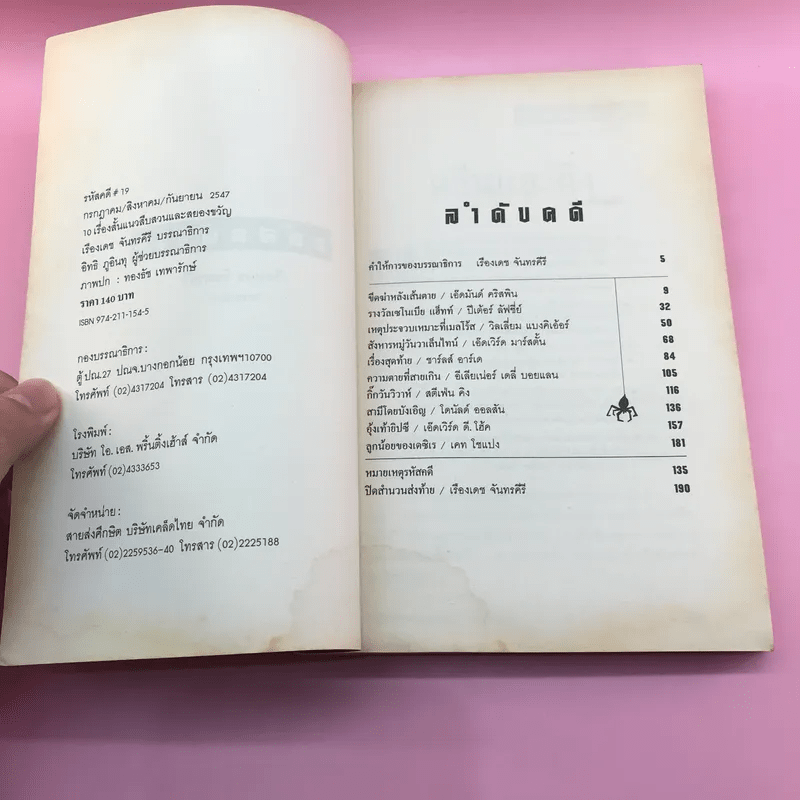 รหัสคดี # 19
กรกฎาคม/สิงหาคม/กันยายน 2547
10 เรื่องสั้นแนวสืบสวนและสยองขวัญ
เรืองเดช จันทรคีรี บรรณาธิการ
อิทธิ ภูอินทุ ผู้ช่วยบรรณาธิการ
ภาพปก : ทองธัช เทพารักษ์
ราคา 140 บาท
ISBN 974-211-154-5
กองบรรณาธิการ :
ตู้ ปณ.27 ปณจ.บางกอกน้อย กรุงเทพฯ10700
โทรศัพท์ (02)4317204 โทรสาร (02)4317204
โรงพิมพ์ :
บริษัท โอ. เอส. พริ้นติ้งเฮ้าส์ จำกัด
โทรศัพท์ (02)4333653
จัดจำหน่าย :
สายส่งศึกษิต บริษัทเคล็ดไทย จำกัด
โทรศัพท์ (02)2259536-40 โทรสาร (02)2225188
ลำดับคดี
คำให้การของบรรณาธิการ เรืองเดช จันทรคีรี 5
ขีดฆ่าหลังเส้นตาย / เอ็ดมันด์ คริสพิน 9
รางวัลเซโนเบีย แฮ็ทท์ / ปีเต้อร์ ลัฟซี่ย์ 32
เหตุประจวบเหมาะที่เมลโร้ส / วิลเลี่ยม แบงคิเอ้อร์ 50
สังหารหมู่วันวาเส็นไทน์ / เอ็ดเวิร์ด มาร์สตั้น 68
เรื่องสุดท้าย / ชาร์ลส์ อาร์เด 84
ความตายที่สายเกิน / อีเลียเน่อร์ เดลี่ บอยแลน 105
กิ๊กวันวิวาห์ / สตีเฟ่น คิง 116
สามีโดยบังเอิญ / โดนัลด์ ออลสัน 136
อุ้งเท้ายิปซี / เอ็ดเวิร์ด ดี. โฮ้ค 157
ลูกน้อยของเดซิเร / เคท โชแปง 181
หมายเหตุรหัสคดี 135
ปิดสำนวนส่งท้าย / เรืองเดช จันทรคีรี 190